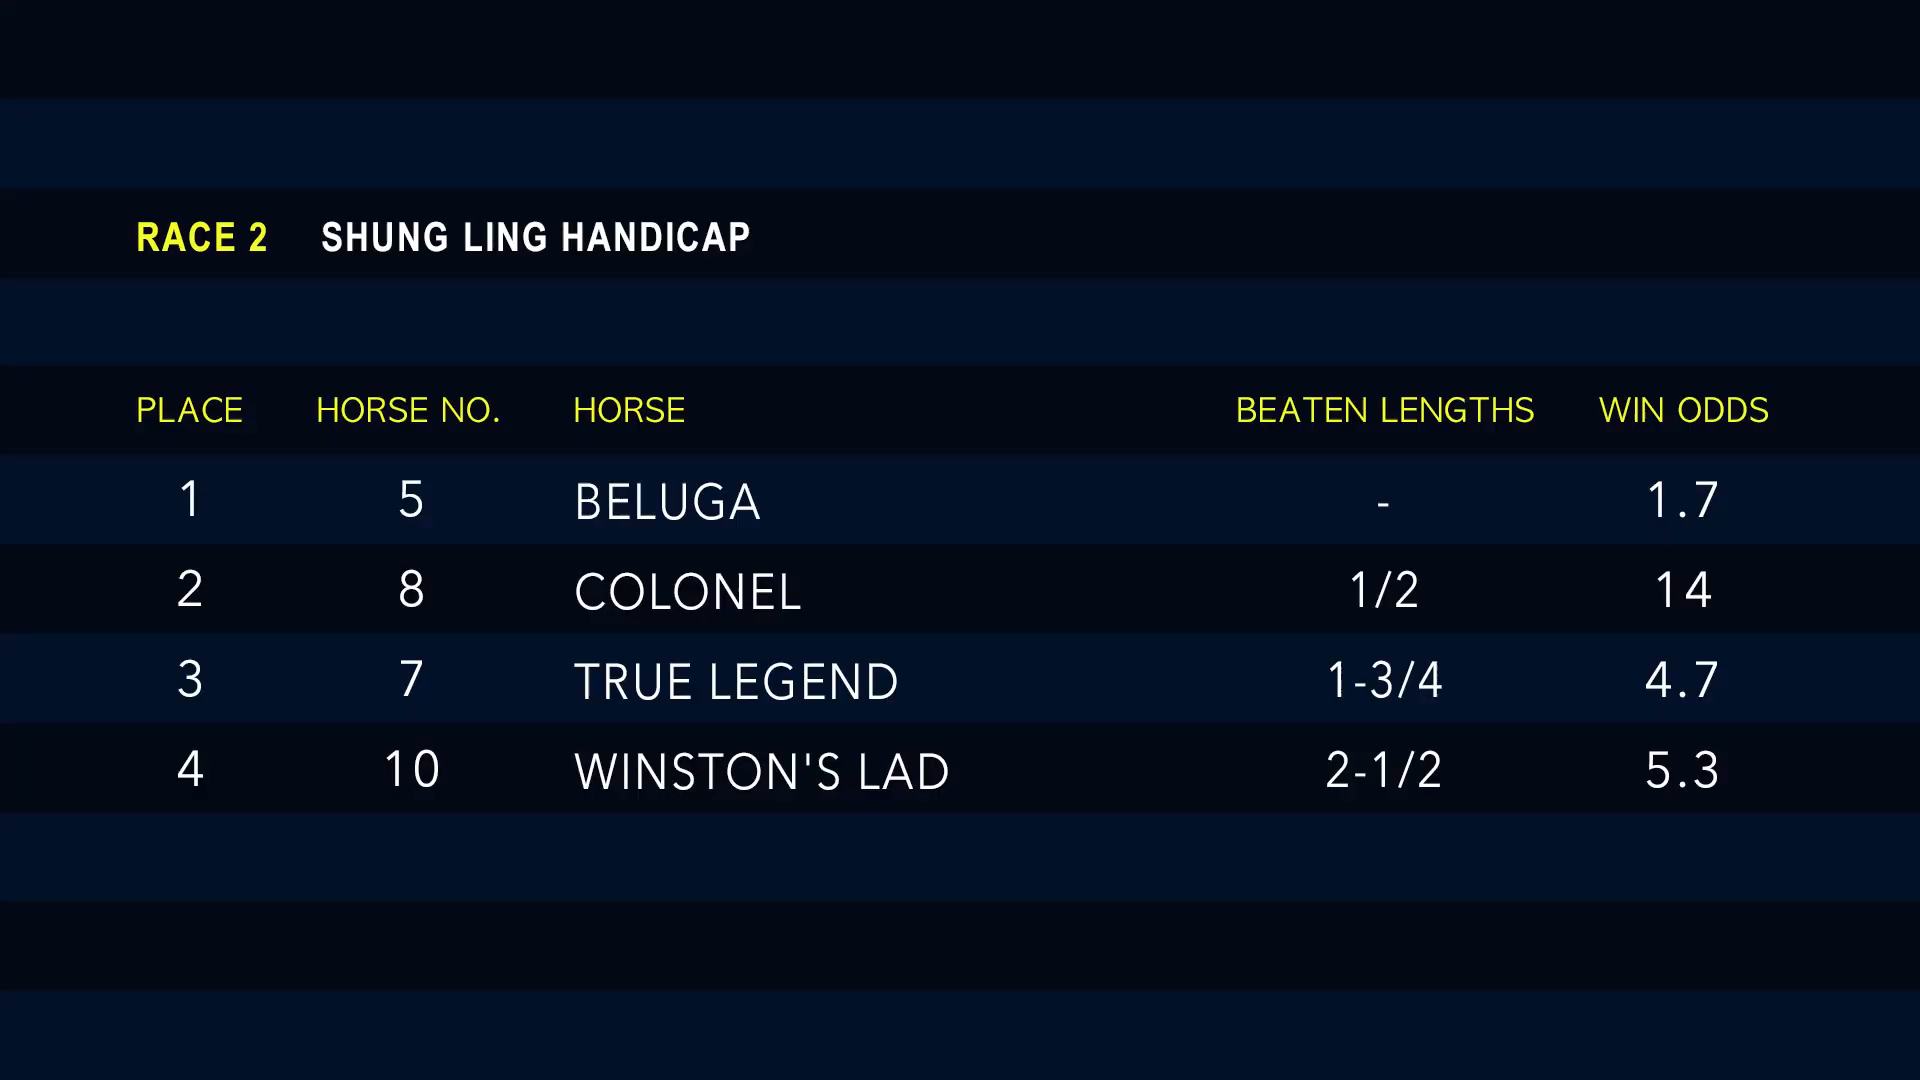 RACE 2 SHUNG LING HANDICAP
PLACE HORSE NO. HORSE BEATEN LENGTHS WIN ODDS
1 5 BELUGA - 1.7
2 8 COLONEL 1/2 14
3 7 TRUE LEGEND 1-3/4 4.7
4 10 WINSTON'S LAD 2-1/2 5.3